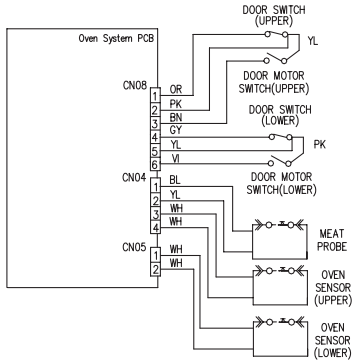 DOOR SWITCH
(UPPER)
Oven System PCB
YL
DOOR MOTOR
SWITCH(UPPER)
CN08
1 OR
2 PK
3 BN
4 GY
5 YL
6 VI
DOOR SWITCH
(LOWER)
PK
DOOR MOTOR
SWITCH(LOWER)
CN04
1 BL
2 YL
3 WH
4 WH
MEAT
PROBE
CN05
1 WH
2 WH
OVEN
SENSOR
(UPPER)
OVEN
SENSOR
(LOWER)